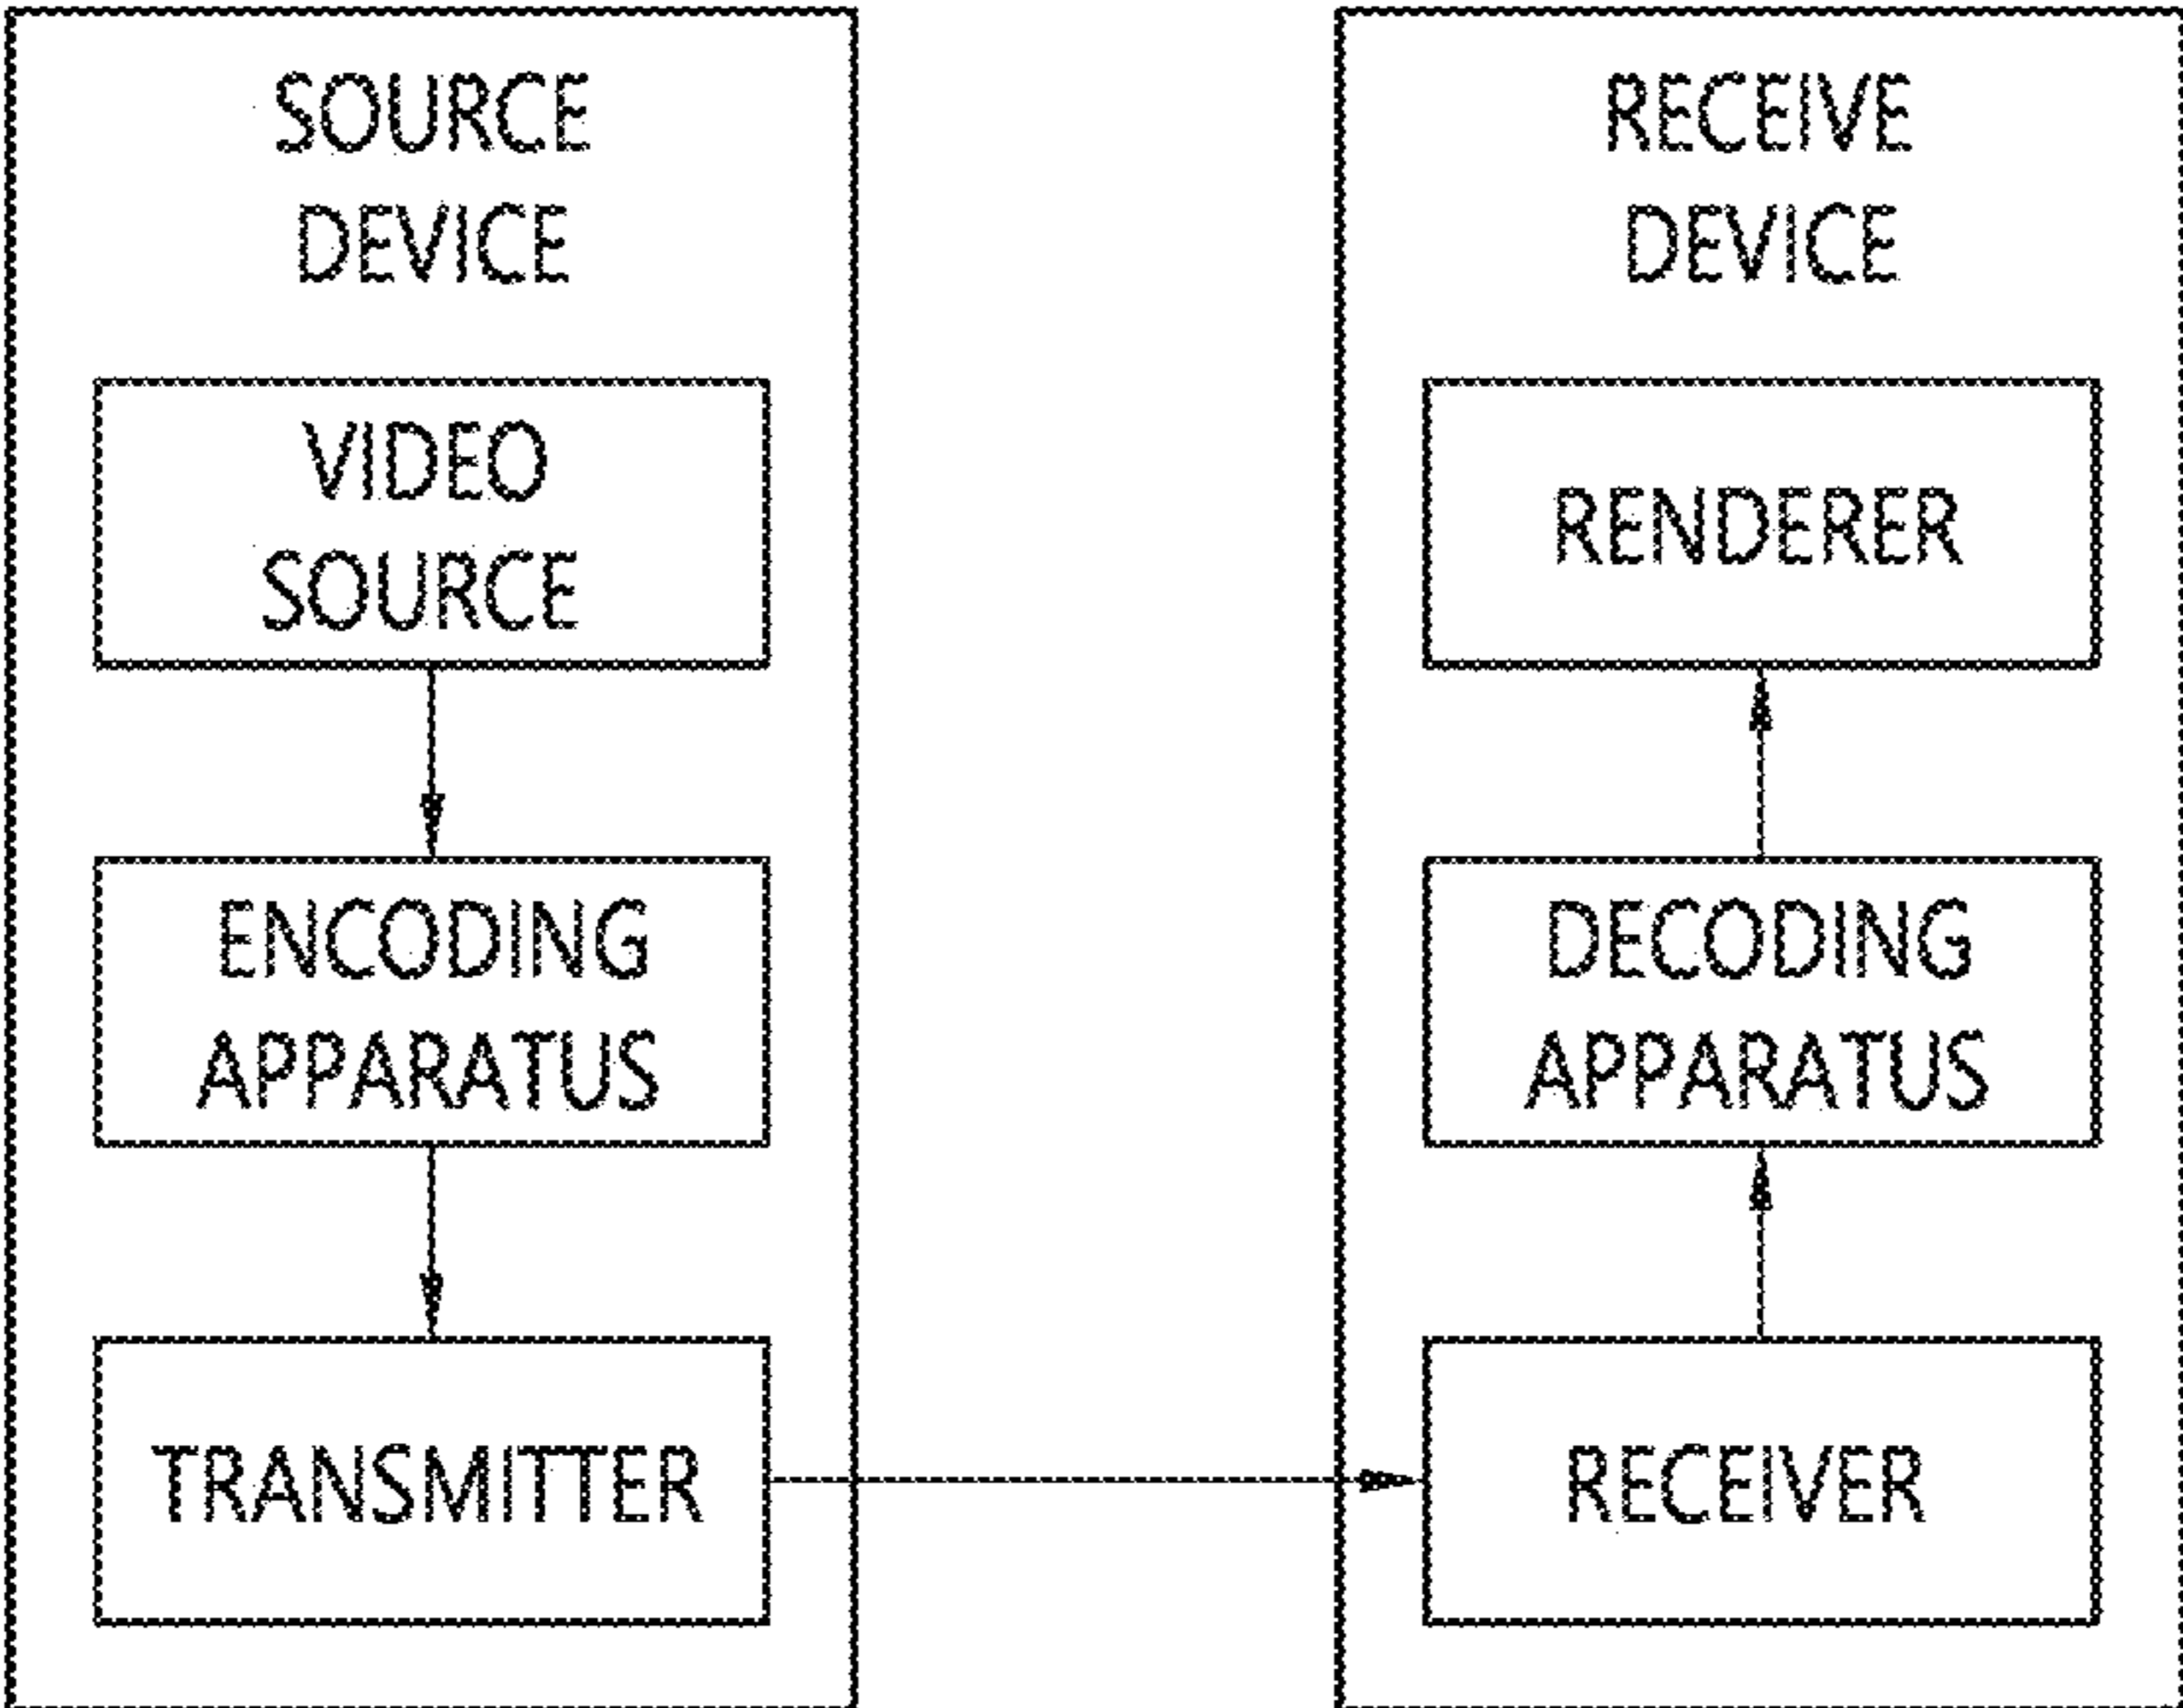 SOURCE
DEVICE
VIDEO
SOURCE
ENCODING
APPARATUS
TRANSMITTER
RECEIVE
DEVICE
RENDERER
DECODING
APPARATUS
RECEIVER